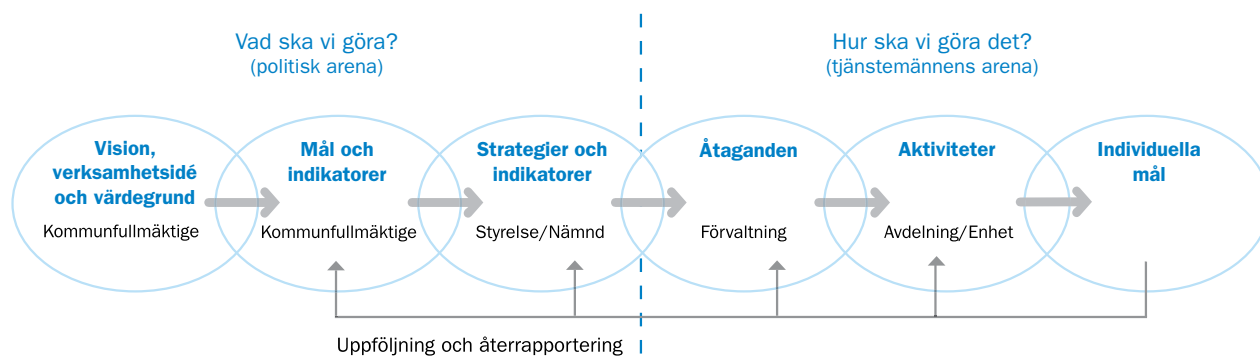 Vad ska vi göra?
(politisk arena)
Hur ska vi göra det?
(tjänstemännens arena)
Vision,
verksamhetsidé
och värdegrund
Kommunfullmäktige
Mål och
indikatorer
Kommunfullmäktige
Strategier och
indikatorer
Styrelse/Nämnd
Åtaganden
Förvaltning
Aktiviteter
Avdelning/Enhet
Individuella
mål
Uppföljning och återrapportering